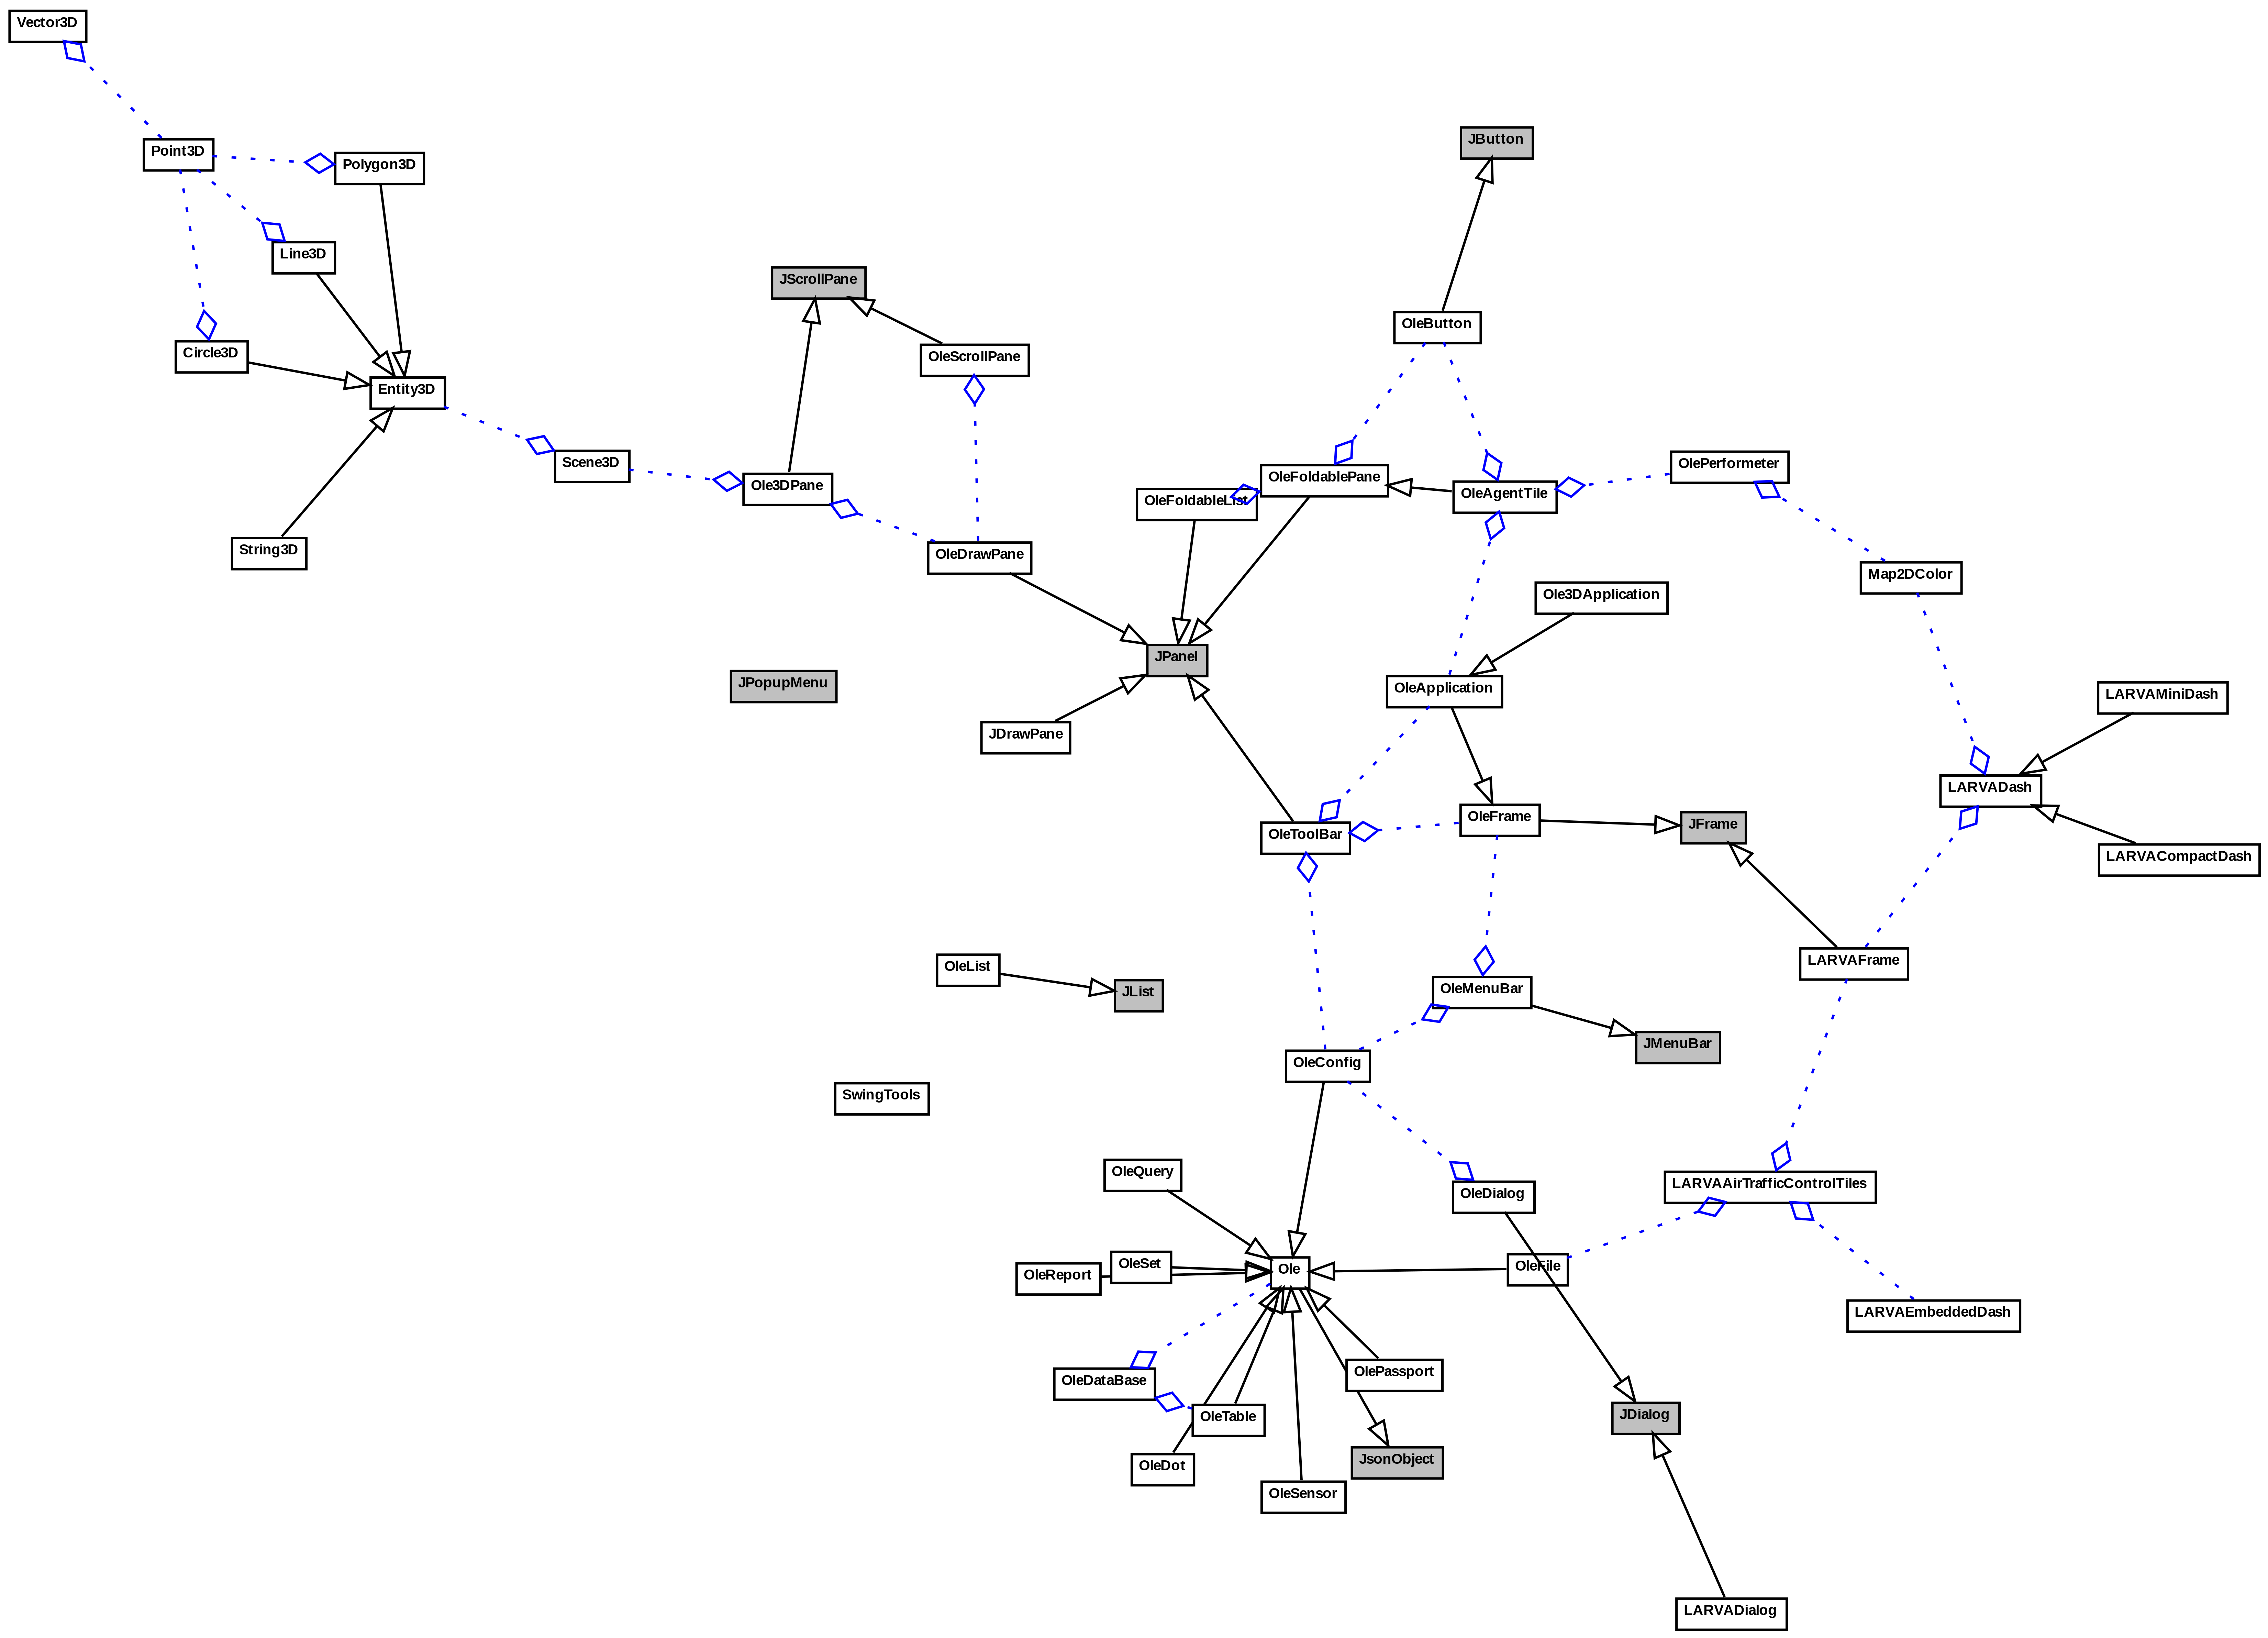 Vector3D
JButton
Point3D
Polygon3D
Line3D
JScrollPane
OleButton
Circle3D
OleScrollPane
Entity3D
Scene3D
OlePerformeter
OleFoldablePane
Ole3DPane
OleAgentTile
OleFoldableList
String3D
OleDrawPane
Map2DColor
Ole3DApplication
JPanel
JPopupMenu
OleApplication
LARVAMiniDash
JDrawPane
LARVADash
OleFrame
JFrame
OleToolBar
LARVACompactDash
LARVAFrame
OleList
OleMenuBar
JList
JMenuBar
OleConfig
SwingTools
OleQuery
LARVAAirTrafficControlTiles
OleDialog
OleSet
OleFile
Ole
OleReport
LARVAEmbeddedDash
OlePassport
OleDataBase
JDialog
OleTable
JsonObject
OleDot
OleSensor
LARVADialog